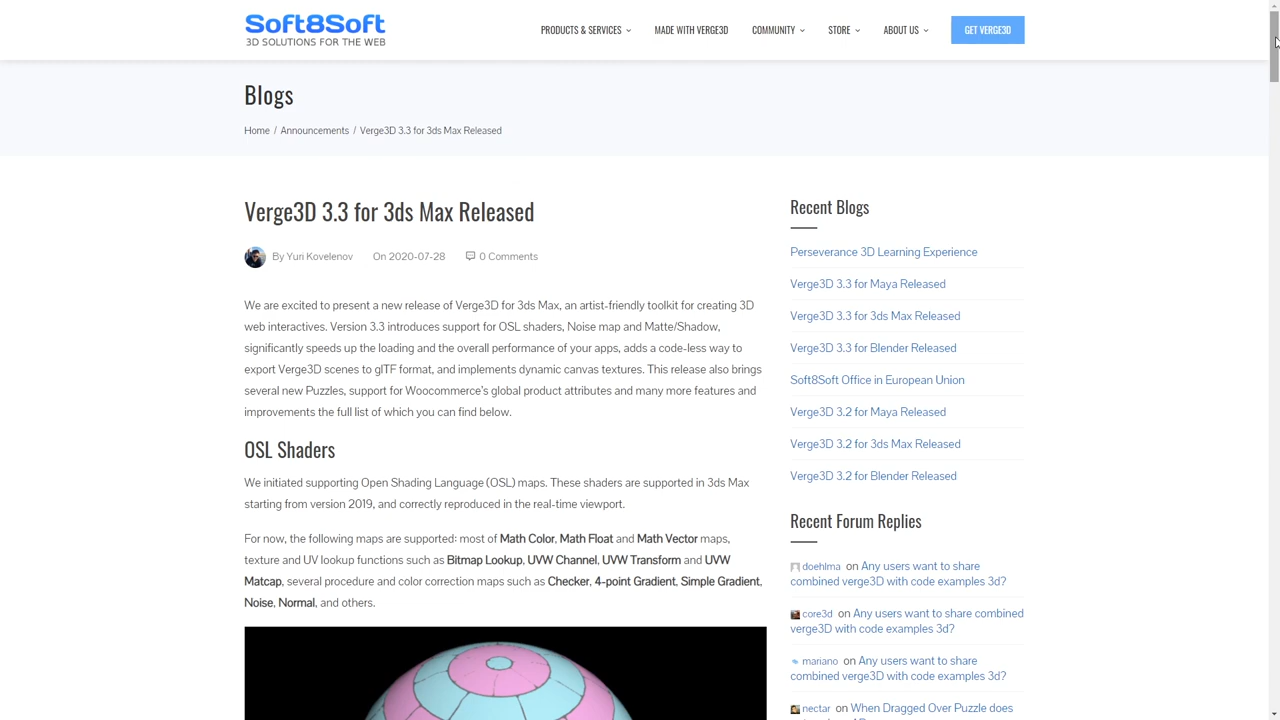 Soft8Soft
3D SOLUTIONS FOR THE WEB
PRODUCTS & SERVICES
MADE WITH VERGE3D
COMMUNITY
STORE
ABOUT US
GET VERGE3D
Blogs
Home / Announcements / Verge3D 3.3 for 3ds Max Released
Verge3D 3.3 for 3ds Max Released
By Yuri Kovelenov On 2020-07-28 0 Comments
We are excited to present a new release of Verge3D for 3ds Max, an artist-friendly toolkit for creating 3D
web interactives. Version 3.3 introduces support for OSL shaders, Noise map and Matte/Shadow,
significantly speeds up the loading and the overall performance of your apps, adds a code-less way to
export Verge3D scenes to glTF format, and implements dynamic canvas textures. This release also brings
several new Puzzles, support for Woocommerce's global product attributes and many more features and
improvements the full list of which you can find below.
OSL Shaders
We initiated supporting Open Shading Language (OSL) maps. These shaders are supported in 3ds Max
starting from version 2019, and correctly reproduced in the real-time viewport.
For now, the following maps are supported: most of Math Color, Math Float and Math Vector maps,
texture and UV lookup functions such as Bitmap Lookup, UVW Channel, UVW Transform and UVW
Matcap, several procedure and color correction maps such as Checker, 4-point Gradient, Simple Gradient,
Noise, Normal, and others.
Recent Blogs
Perseverance 3D Learning Experience
Verge3D 3.3 for Maya Released
Verge3D 3.3 for 3ds Max Released
Verge3D 3.3 for Blender Released
Soft8Soft Office in European Union
Verge3D 3.2 for Maya Released
Verge3D 3.2 for 3ds Max Released
Verge3D 3.2 for Blender Released
Recent Forum Replies
doehlma on Any users want to share
combined verge3D with code examples 3d?
core3d on Any users want to share combined
verge3D with code examples 3d?
mariano on Any users want to share
combined verge3D with code examples 3d?
nectar on When Dragged Over Puzzle does